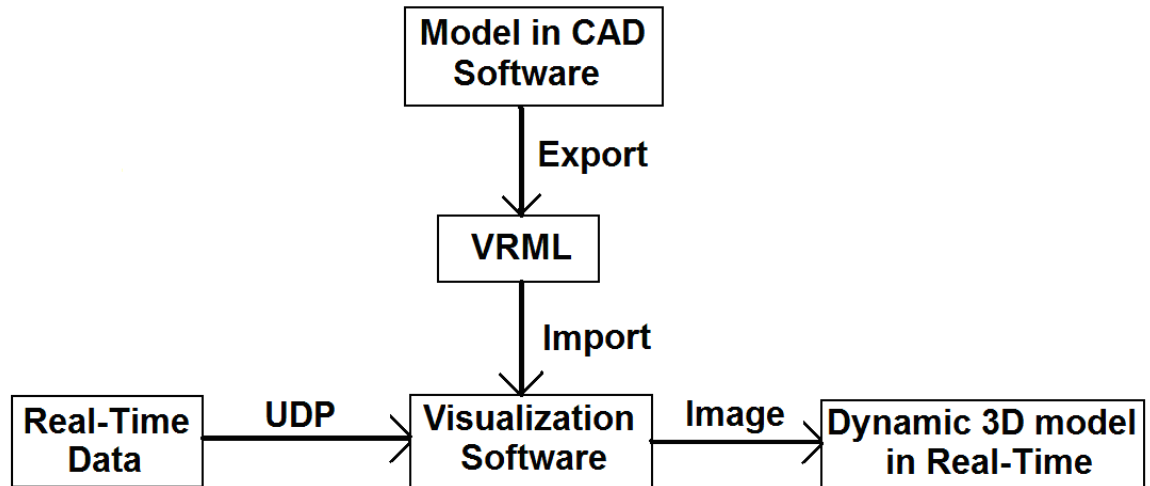 Model in CAD
Software
Export
VRML
Import
Real-Time
Data
UDP
Visualization
Software
Image
Dynamic 3D model
in Real-Time